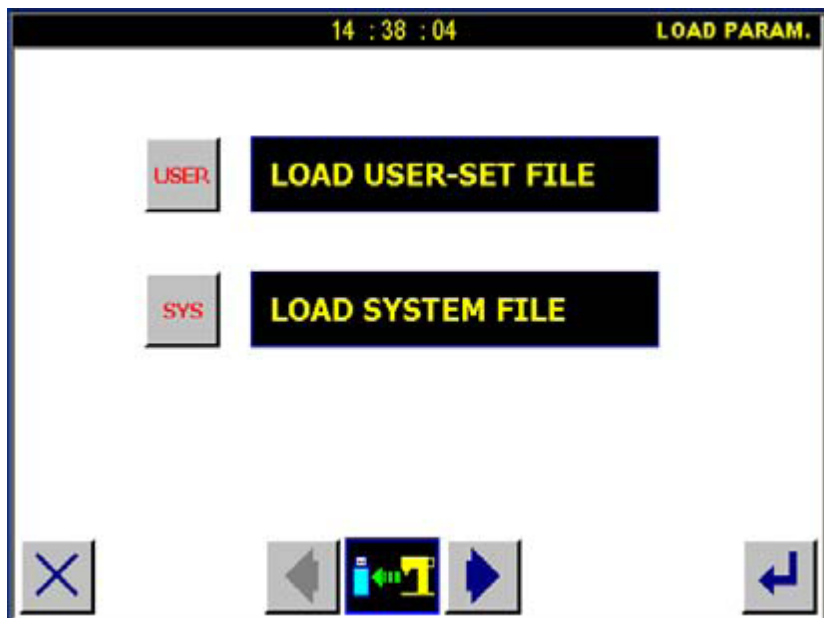 14 : 38 : 04 LOAD PARAM.
USER LOAD USER-SET FILE
SYS LOAD SYSTEM FILE